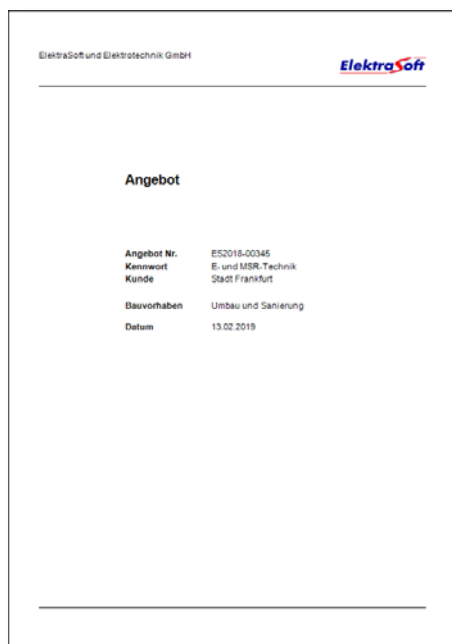 ElektraSoft und Elektrotechnik GmbH
ElektraSoft
Angebot
Angebot Nr. ES2018-00345
Kennwort E- und MSR-Technik
Kunde Stadt Frankfurt
Bauvorhaben Umbau und Sanierung
Datum 13.02.2019